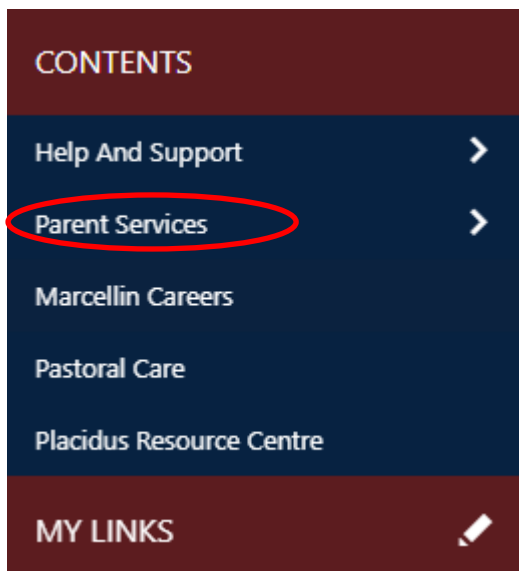 CONTENTS
Help And Support
Parent Services
Marcellin Careers
Pastoral Care
Placidus Resource Centre
MY LINKS